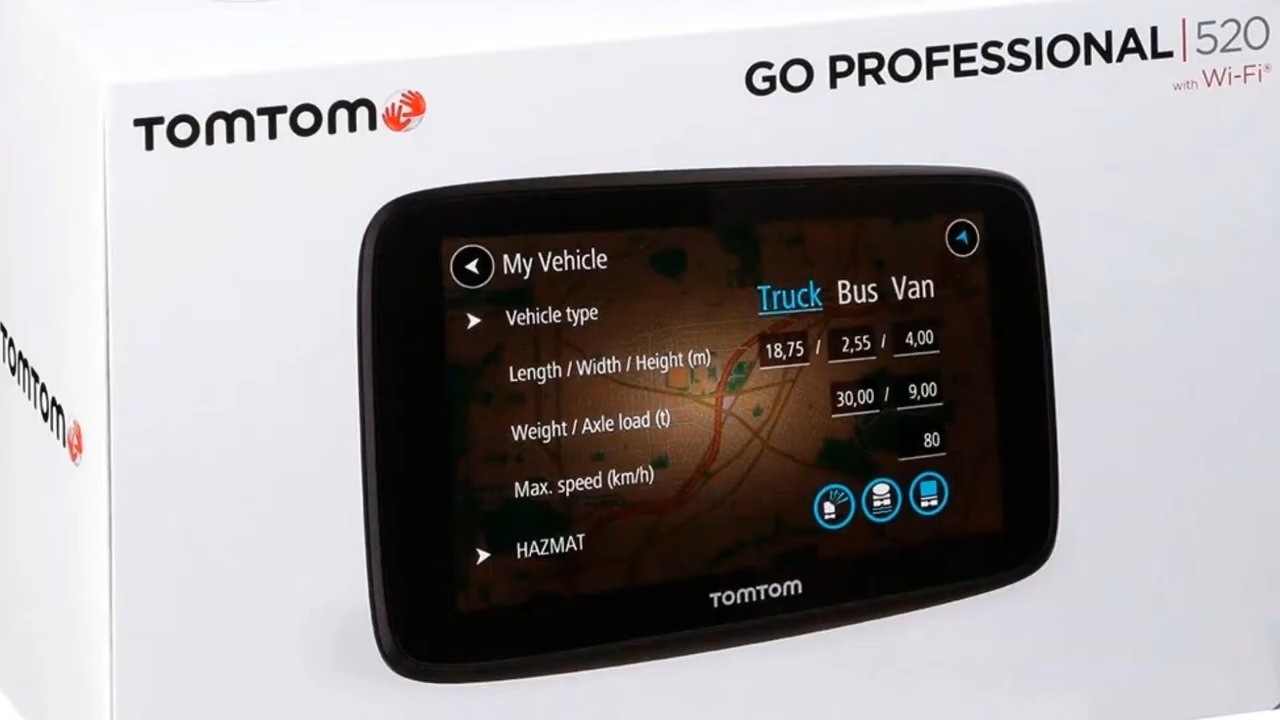 TOMTOM
GO PROFESSIONAL | 520
with Wi-Fi®
TOMTOM
My Vehicle
Vehicle type Truck Bus Van
Length / Width / Height (m) 18,75 / 2,55 / 4,00
Weight / Axle load (t) 30,00 / 9,00
Max. speed (km/h) 80
HAZMAT
TOMTOM